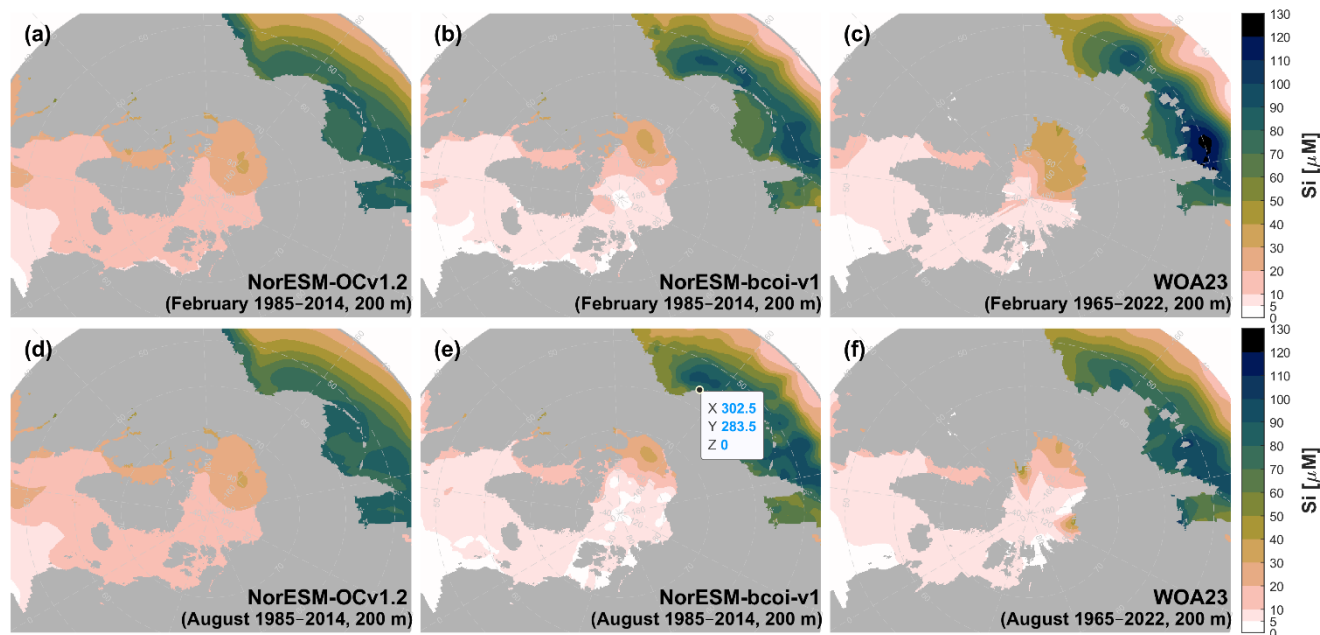 (a)
NorESM-OCv1.2
(February 1985–2014, 200 m)
(b)
NorESM-bcoi-v1
(February 1985–2014, 200 m)
(c)
WOA23
(February 1965–2022, 200 m)
130
120
110
100
90
80
70
60
50
40
30
20
10
5
0
Si [μM]
(d)
NorESM-OCv1.2
(August 1985–2014, 200 m)
(e)
X 302.5
Y 283.5
Z 0
NorESM-bcoi-v1
(August 1985–2014, 200 m)
(f)
WOA23
(August 1965–2022, 200 m)
130
120
110
100
90
80
70
60
50
40
30
20
10
5
0
Si [μM]